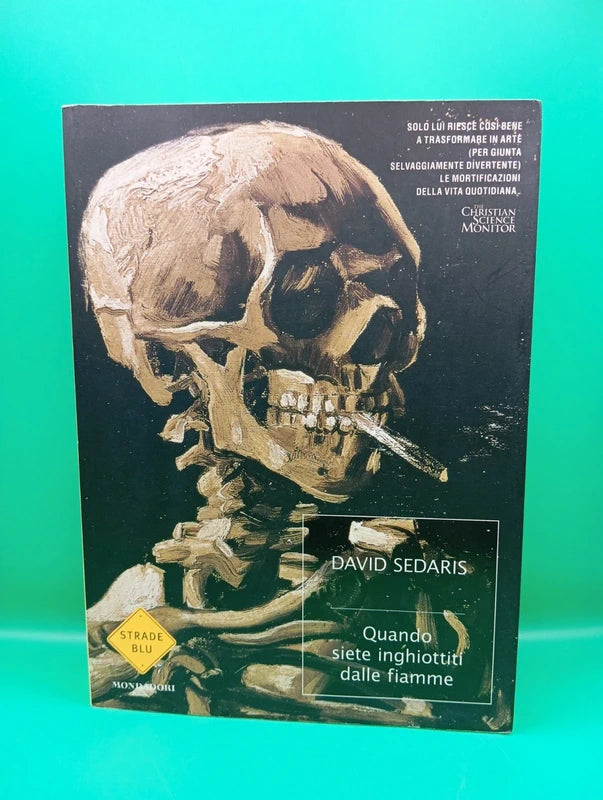 SOLO LUI RIESCE COSÌ BENE
A TRASFORMARE IN ARTE
(PER GIUNTA
SELVAGGIAMENTE DIVERTENTE)
LE MORTIFICAZIONI
DELLA VITA QUOTIDIANA.
THE
CHRISTIAN
SCIENCE
MONITOR
DAVID SEDARIS
Quando
siete inghiottiti
dalle fiamme
STRADE
BLU
MONDADORI